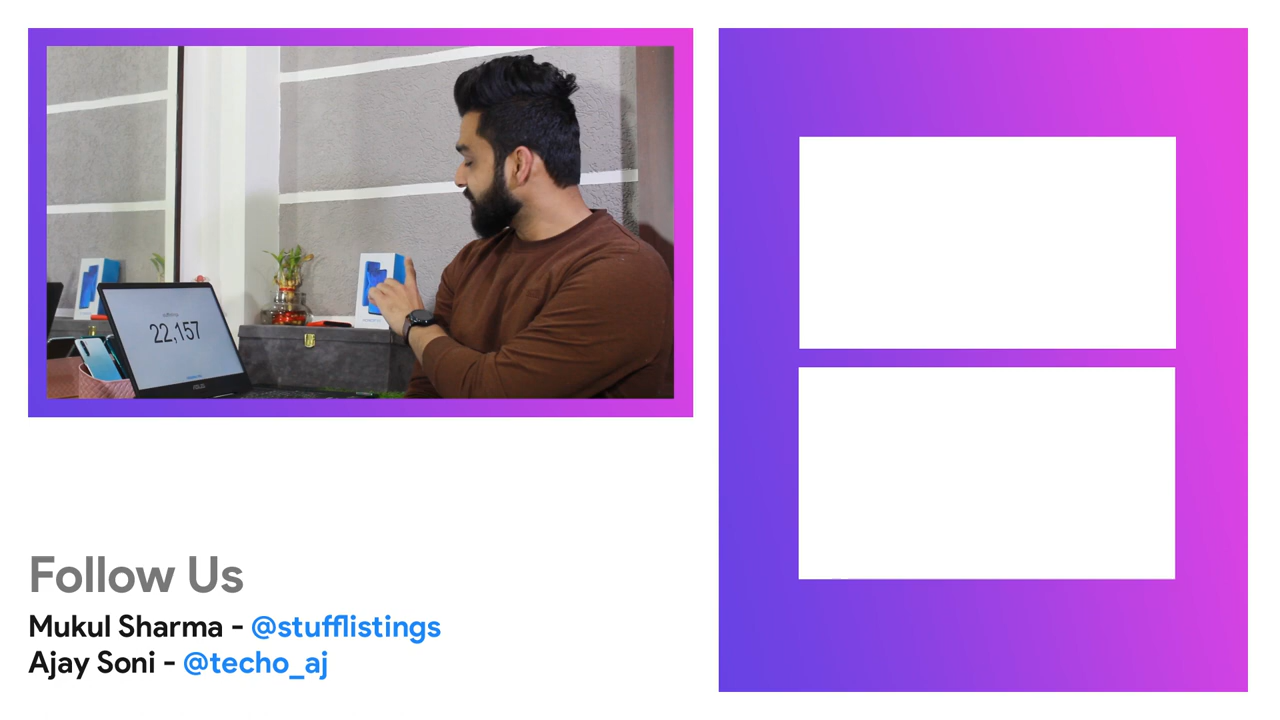 22,157
Follow Us
Mukul Sharma - @stufflistings
Ajay Soni - @techo_aj